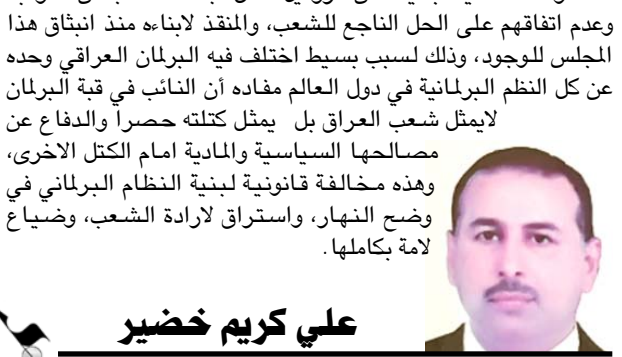 وعدم اتفاقهم على الحل الناجع للشعب، والمنقذ لابناءه منذ انبثاق هذا
المجلس للوجود، وذلك لسبب بسيط اختلف فيه البرلمان العراقي وحده
عن كل النظم البرلمانية في دول العالم مفاده أن النائب في قبة البرلمان
لايمثل شعب العراق بل يمثل كتلته حصرا والدفاع عن
مصالحها السياسية والمادية امام الكتل الاخرى،
وهذه مخالفة قانونية لبنية النظام البرلماني في
وضح النهار، واستراق لارادة الشعب، وضياع
لامة بكاملها.
علي كريم خضير